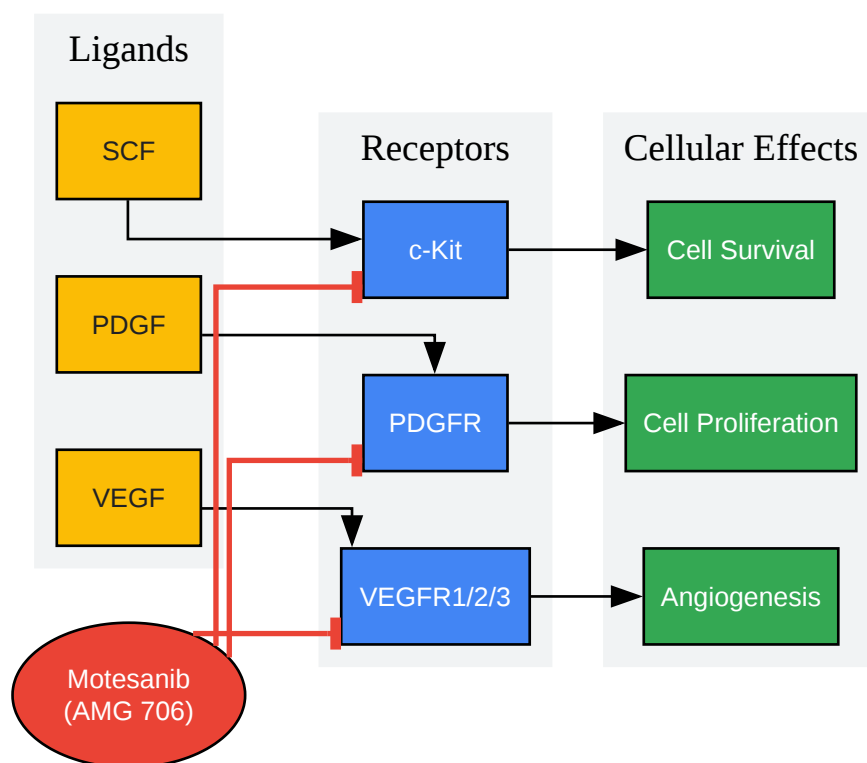 Ligands
SCF
PDGF
VEGF
Motesanib
(AMG 706)
Receptors
c-Kit
PDGFR
VEGFR1/2/3
Cellular Effects
Cell Survival
Cell Proliferation
Angiogenesis